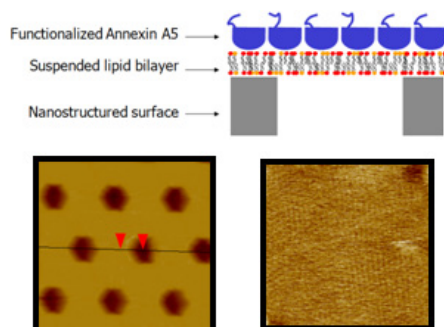 Functionalized Annexin A5
Suspended lipid bilayer
Nanostructured surface